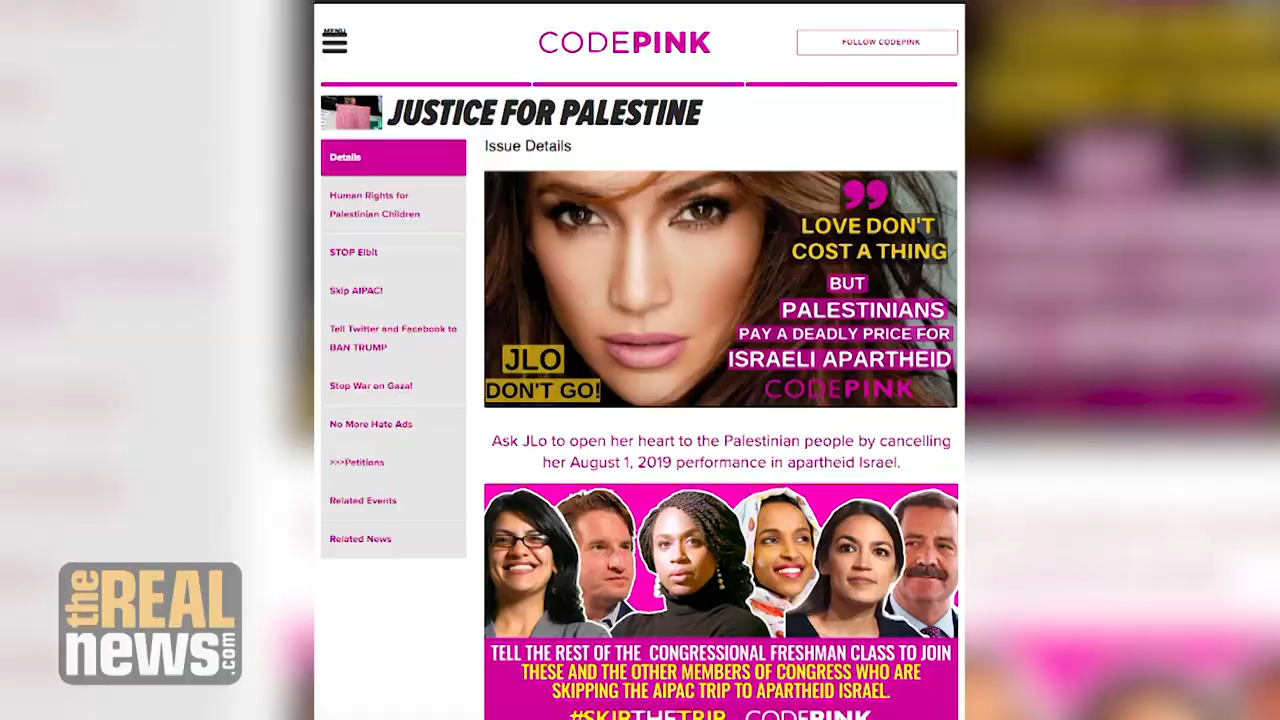 MENU
CODEPINK
FOLLOW CODEPINK
JUSTICE FOR PALESTINE
Details
Human Rights for
Palestinian Children
STOP Elbit
Skip AIPAC!
Tell Twitter and Facebook to
BAN TRUMP
Stop War on Gaza!
No More Hate Ads
>>>Petitions
Related Events
Related News
Issue Details
LOVE DON'T
COST A THING
BUT
PALESTINIANS
PAY A DEADLY PRICE FOR
ISRAELI APARTHEID
CODEPINK
JLO
DON'T GO!
Ask JLo to open her heart to the Palestinian people by cancelling
her August 1, 2019 performance in apartheid Israel.
TELL THE REST OF THE CONGRESSIONAL FRESHMAN CLASS TO JOIN
THESE AND THE OTHER MEMBERS OF CONGRESS WHO ARE
SKIPPING THE AIPAC TRIP TO APARTHEID ISRAEL.
#SKIPTHETRIP CODEPINK
the REAL
news.com